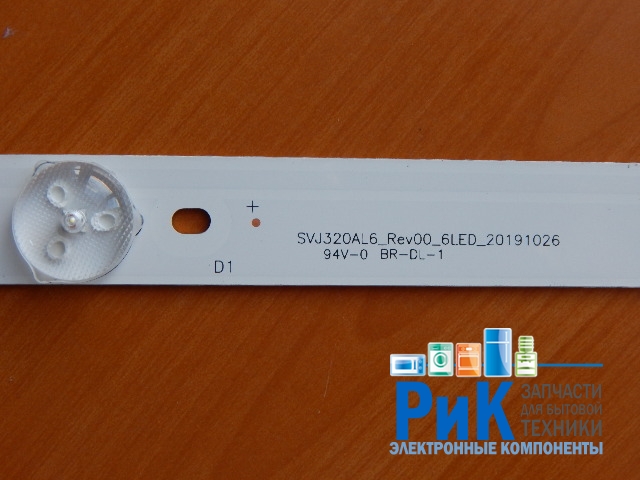 +
SVJ320AL6_Rev00_6LED_20191026
94V-0 BR-DL-1
D1
РиК
ЗАПЧАСТИ
ДЛЯ БЫТОВОЙ
ТЕХНИКИ
ЭЛЕКТРОННЫЕ КОМПОНЕНТЫ